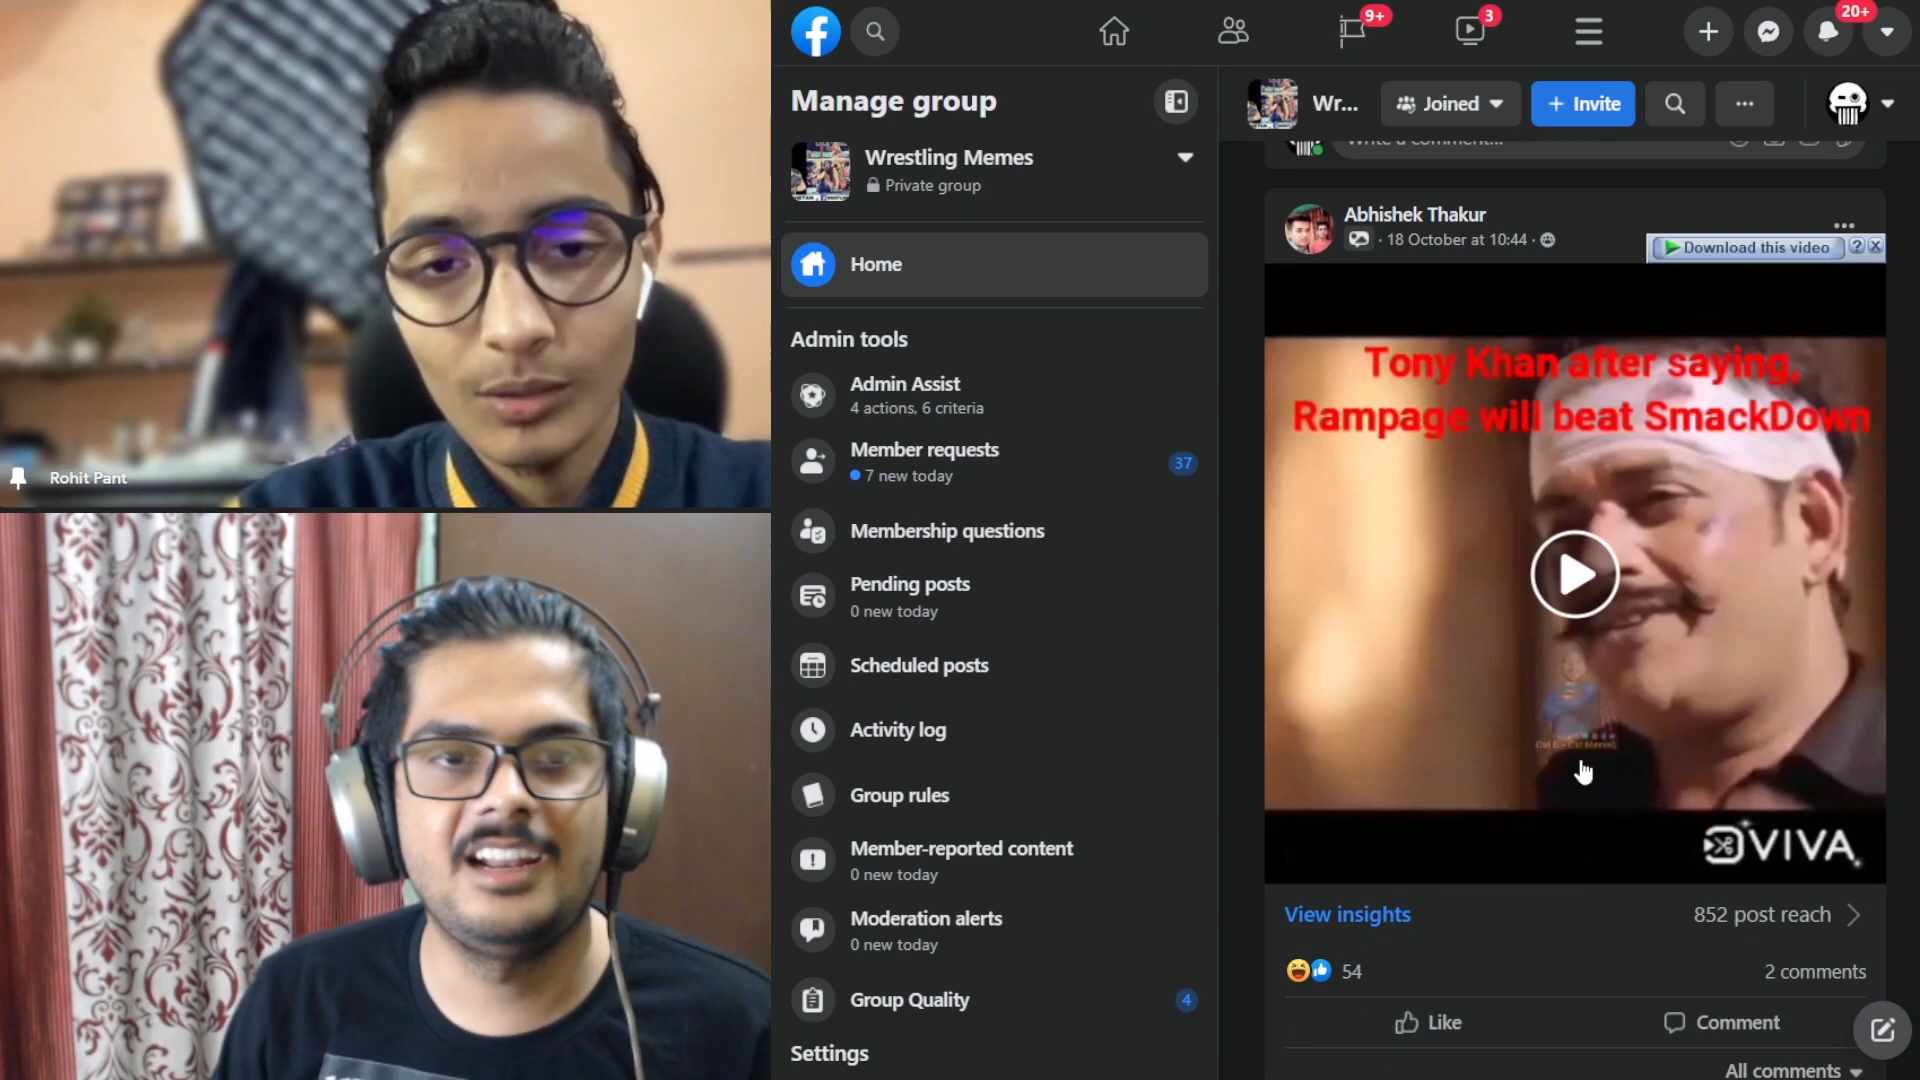 9+
3
20+
Manage group
Wr...
Joined
+ Invite
Wrestling Memes
Private group
Home
Admin tools
Admin Assist
4 actions, 6 criteria
Member requests
7 new today
37
Membership questions
Pending posts
0 new today
Scheduled posts
Activity log
Group rules
Member-reported content
0 new today
Moderation alerts
0 new today
Group Quality
4
Settings
Write a comment...
Abhishek Thakur
· 18 October at 10:44 ·
Download this video
Tony Khan after saying,
Rampage will beat SmackDown
VIVA
View insights
852 post reach
54
2 comments
Like
Comment
All comments
Rohit Pant